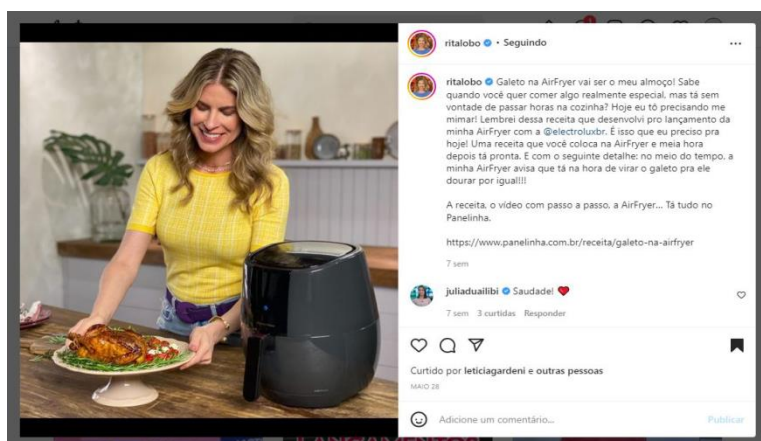 ritalobo • Seguindo
ritalobo Galeto na AirFryer vai ser o meu almoço! Sabe
quando você quer comer algo realmente especial, mas tá sem
vontade de passar horas na cozinha? Hoje eu tô precisando me
mimar! Lembrei dessa receita que desenvolvi pro lançamento da
minha AirFryer com a @electroluxbr. É isso que eu preciso pra
hoje! Uma receita que você coloca na AirFryer e meia hora
depois tá pronta. E com o seguinte detalhe: no meio do tempo, a
minha AirFryer avisa que tá na hora de virar o galeto pra ele
dourar por igual!!!
A receita, o vídeo com passo a passo, a AirFryer... Tá tudo no
Panelinha.
https://www.panelinha.com.br/receita/galeto-na-airfryer
7 sem
juliaduailibi Saudade! ❤
7 sem 3 curtidas Responder
Curtido por leticiagardeni e outras pessoas
MAIO 28
Adicione um comentário...
Publicar